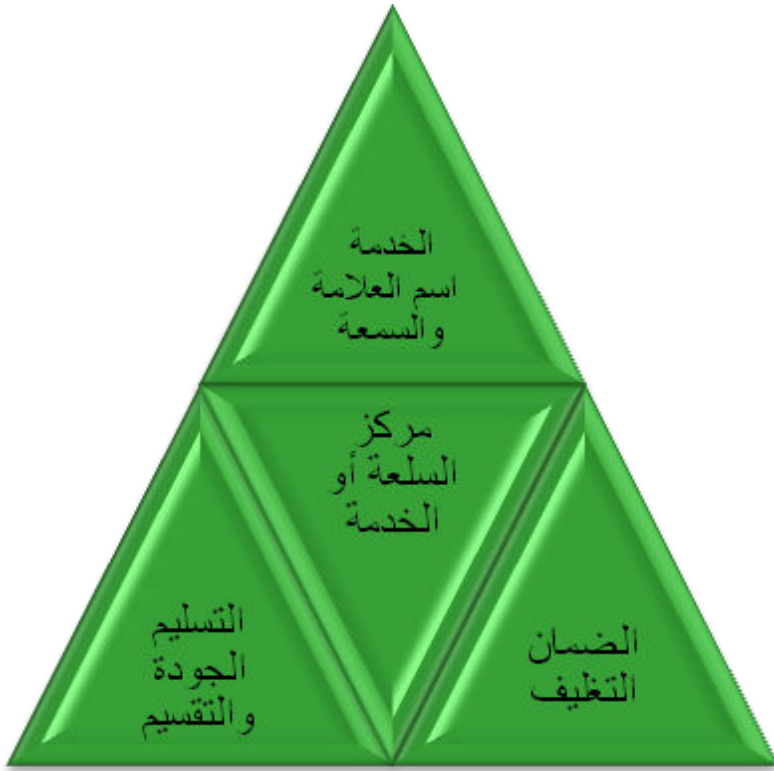 الخدمة
اسم العلامة
والسمعة
مركز
السلعة أو
الخدمة
الضمان
التغليف
التسليم
الجودة
والتقسيم